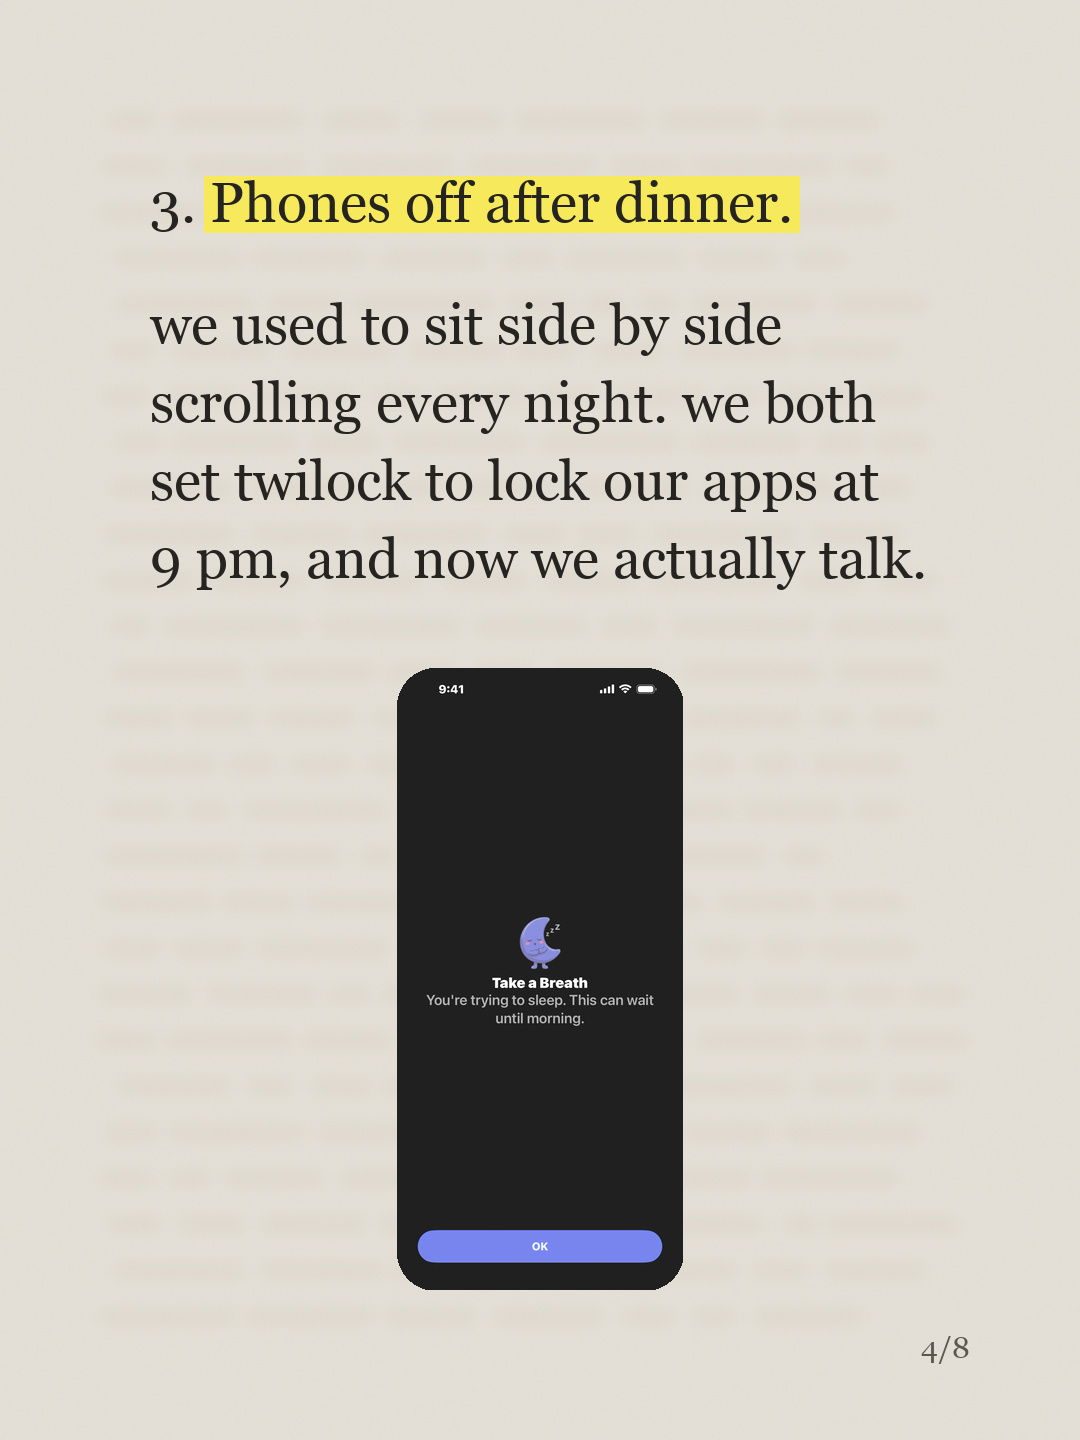 3. Phones off after dinner.
we used to sit side by side
scrolling every night. we both
set twilock to lock our apps at
9 pm, and now we actually talk.
9:41
z z z
Take a Breath
You're trying to sleep. This can wait
until morning.
OK
4/8